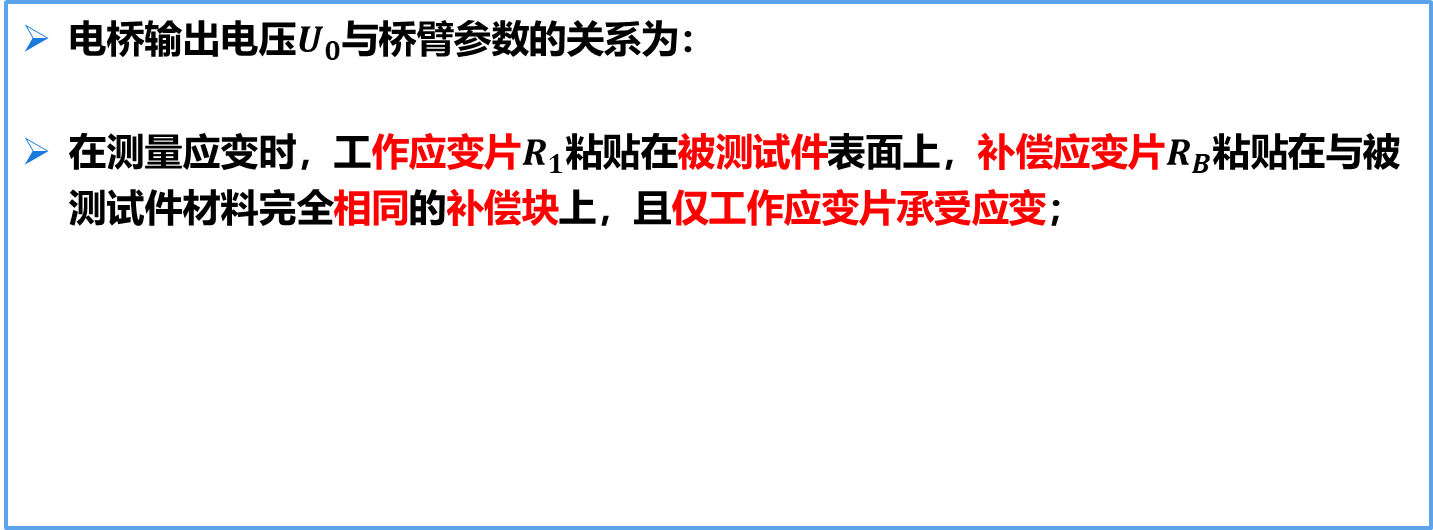 ➢ 电桥输出电压U₀与桥臂参数的关系为：
➢ 在测量应变时，工作应变片R₁粘贴在被测试件表面上，补偿应变片R_B粘贴在与被
测试件材料完全相同的补偿块上，且仅工作应变片承受应变；